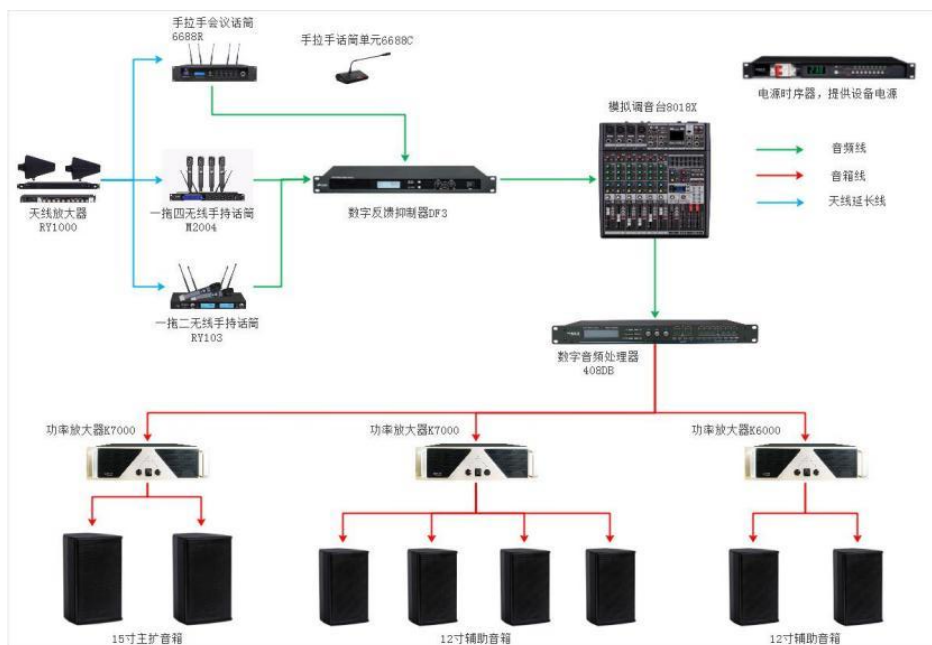 手拉手会议话筒
6688R
手拉手话筒单元6688C
电源时序器，提供设备电源
模拟调音台8018X
音频线
音箱线
天线延长线
天线放大器
RY1000
一拖四无线手持话筒
M2004
数字反馈抑制器DF3
一拖二无线手持话筒
RY103
数字音频处理器
408DB
功率放大器K7000
功率放大器K7000
功率放大器K6000
15寸主扩音箱
12寸辅助音箱
12寸辅助音箱